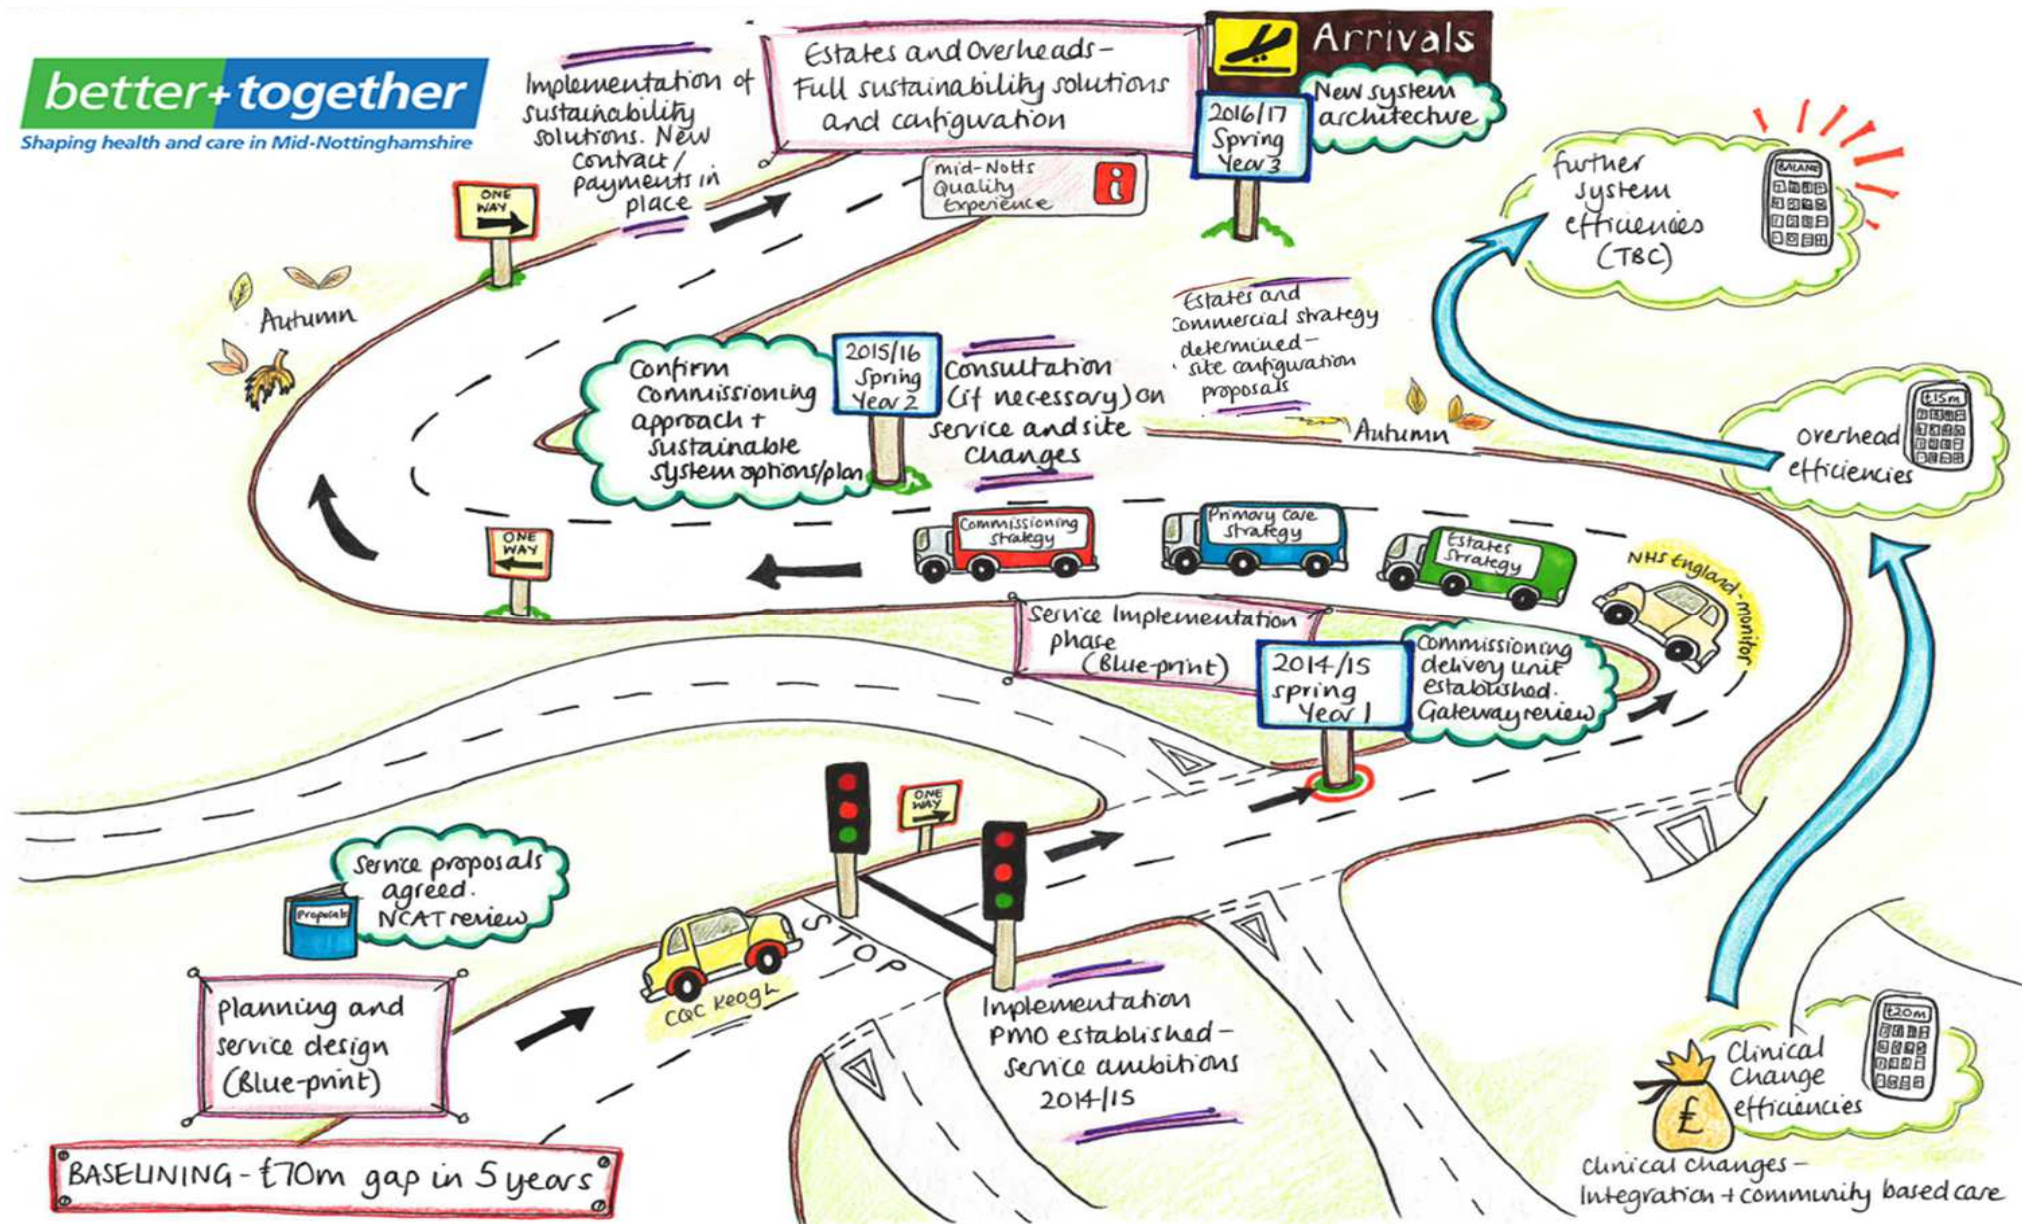 better+together
Shaping health and care in Mid-Nottinghamshire
Implementation of
sustainability
solutions. New
contract/
payments in
place
Estates and Overheads-
Full sustainability solutions
and configuration
Arrivals
New system
architecture
2016/17
Spring
Year 3
mid-Notts
Quality
Experience
i
ONE
WAY
Autumn
further
system
efficiencies
(TBC)
BALANCE
Confirm
Commissioning
approach +
sustainable
system options/plan
2015/16
Spring
Year 2
Consultation
(if necessary) on
service and site
changes
Estates and
commercial strategy
determined-
site configuration
proposals
Autumn
overhead
efficiencies
£15m
ONE
WAY
Commissioning
strategy
Primary Care
strategy
Estates
Strategy
NHS England-monitor
Service Implementation
phase
(Blue-print)
2014/15
spring
Year 1
Commissioning
delivery unit
established.
Gateway review
ONE
WAY
Service proposals
agreed.
NCAT review
Proposals
STOP
CQC Keogh
Planning and
service design
(Blue-print)
Implementation
PMO established-
Service ambitions
2014/15
BASELINING - £70m gap in 5 years
£20m
Clinical
Change
efficiencies
£
Clinical changes-
Integration + community based care